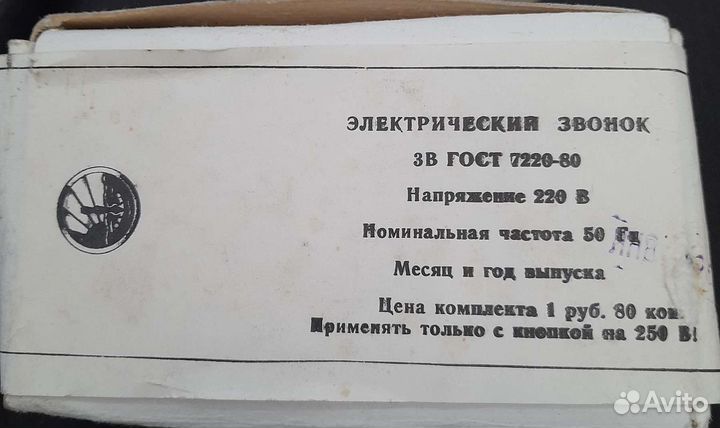 ЭЛЕКТРИЧЕСКИЙ ЗВОНОК
ЗВ ГОСТ 7220-80
Напряжение 220 В
Номинальная частота 50 Гц
Месяц и год выпуска
Цена комплекта 1 руб. 80 коп.
Применять только с кнопкой на 250 В!
Avito